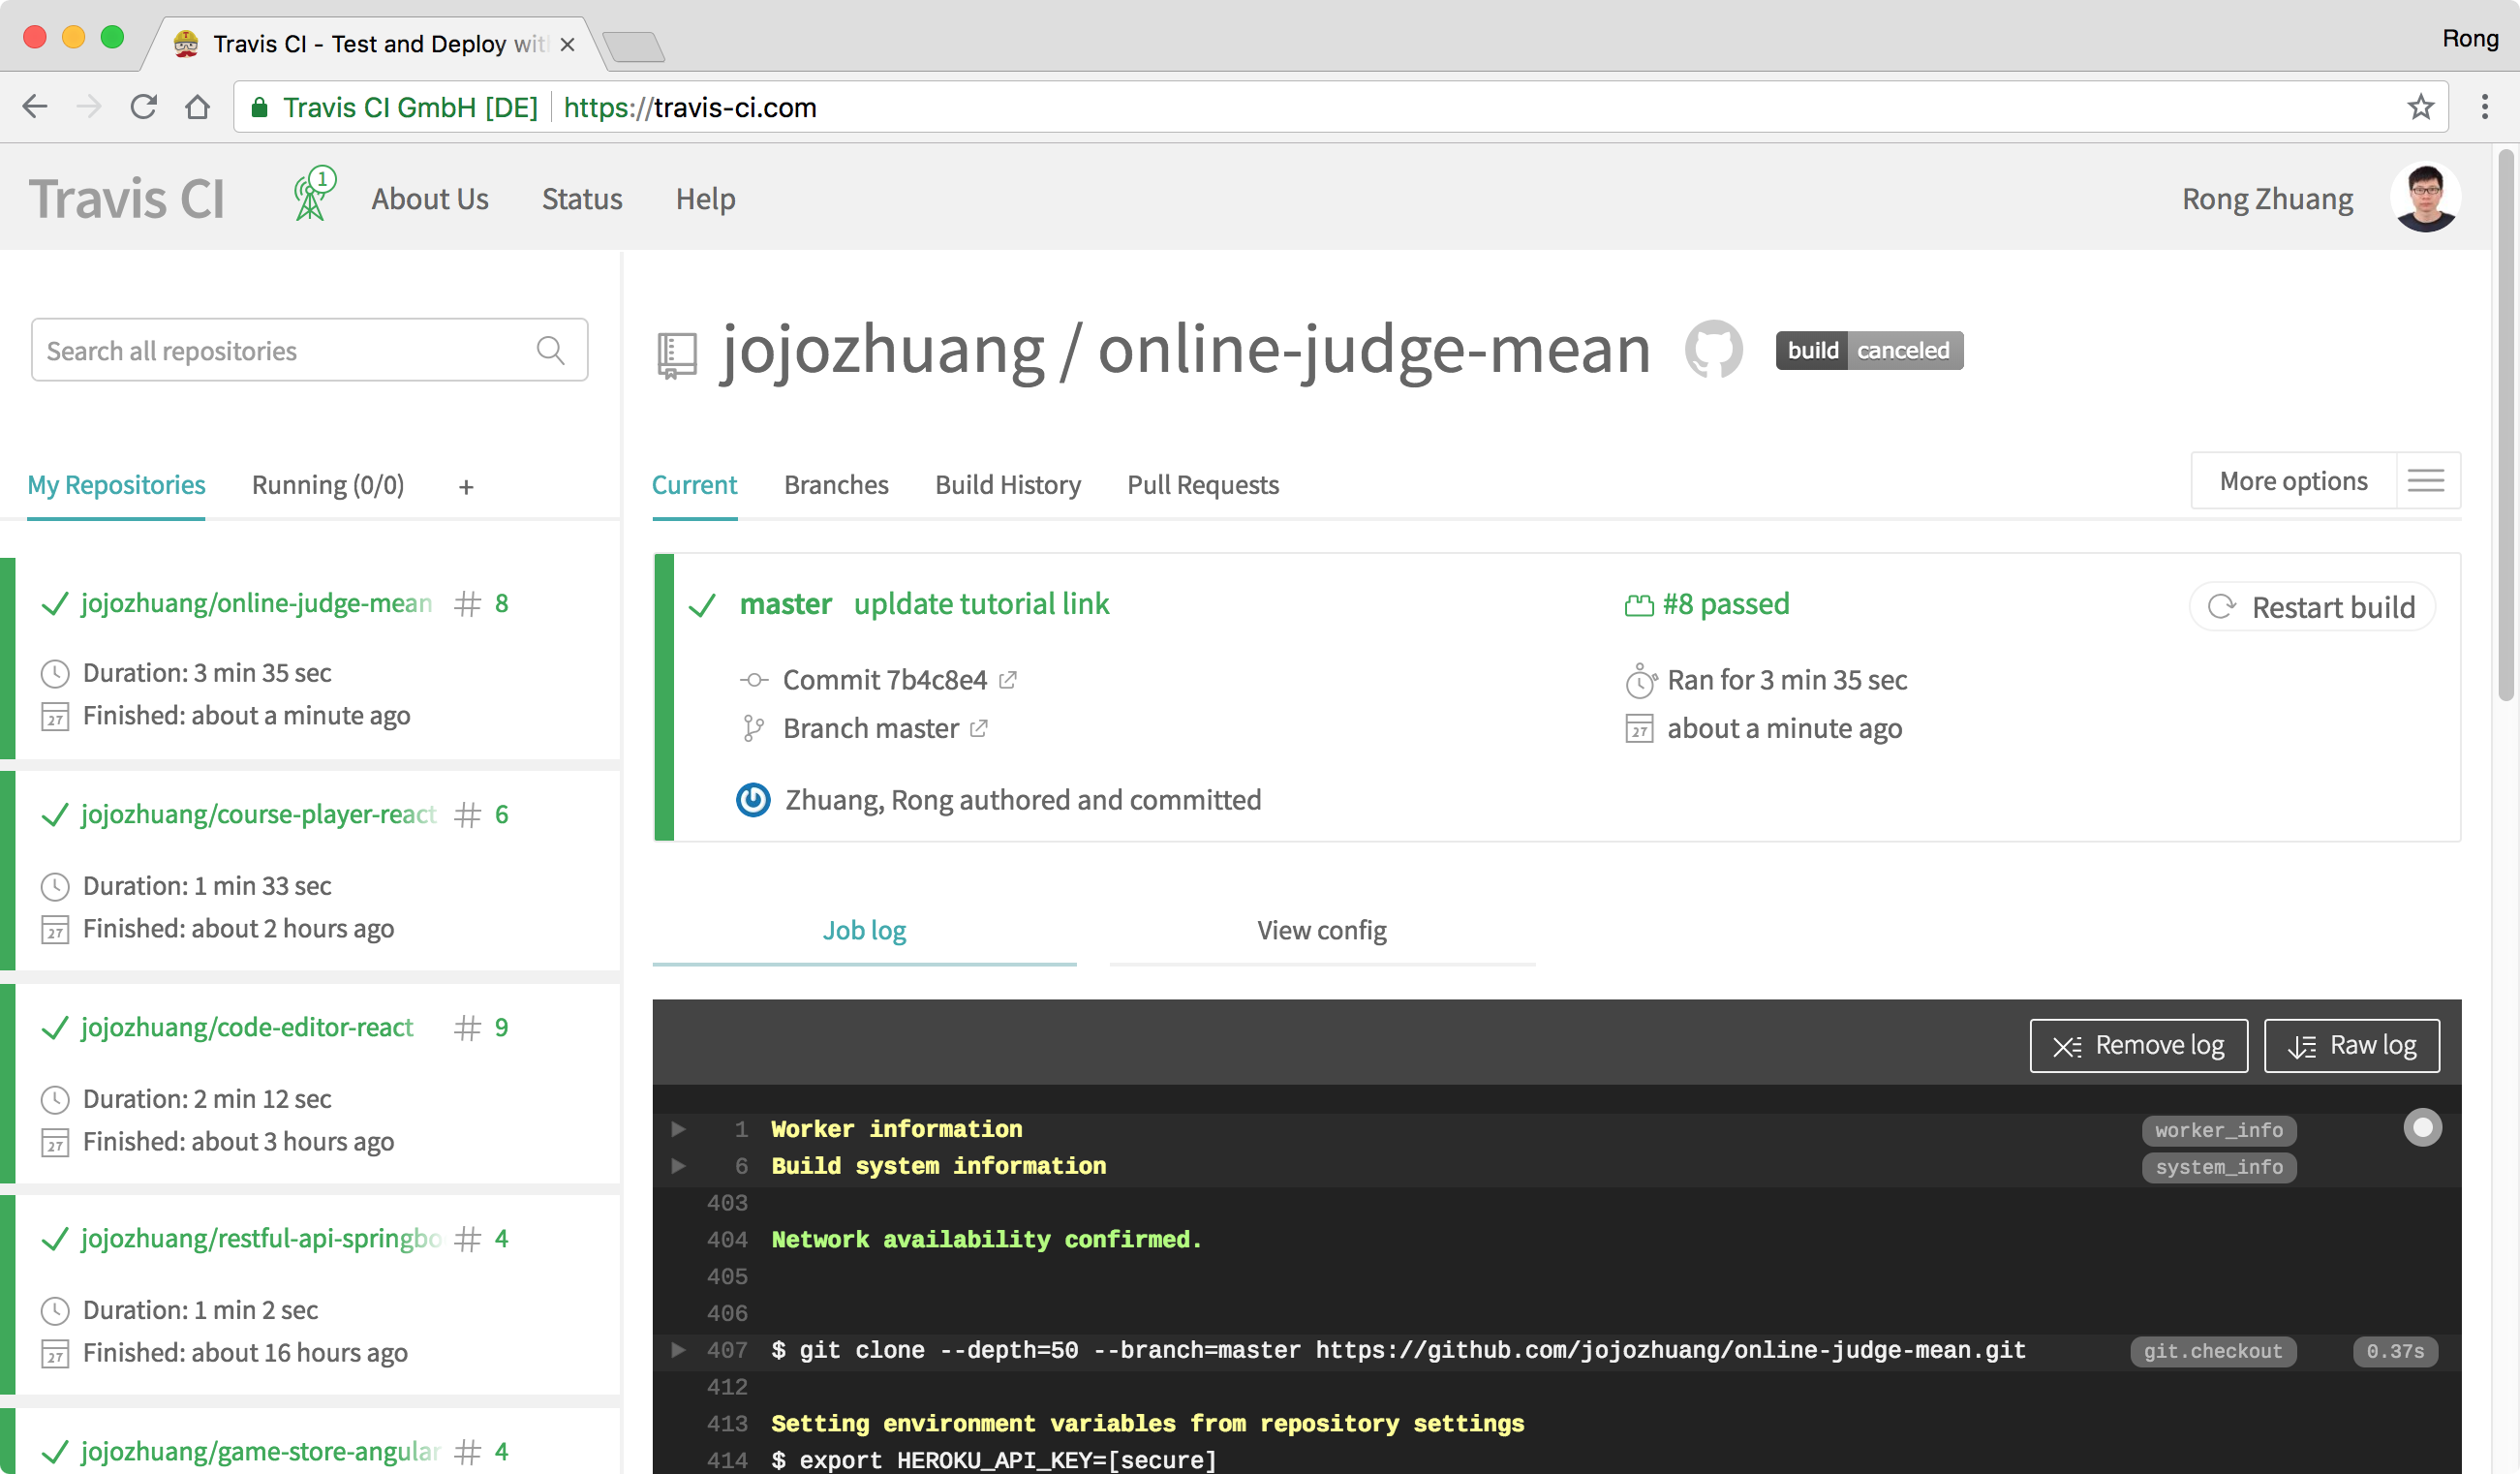 Travis CI - Test and Deploy wit
Rong
Travis CI GmbH [DE] https://travis-ci.com
Travis CI 1 About Us Status Help Rong Zhuang
Search all repositories
jojozhuang / online-judge-mean build canceled
My Repositories Running (0/0) +
Current Branches Build History Pull Requests More options
jojozhuang/online-judge-mean # 8
Duration: 3 min 35 sec
27 Finished: about a minute ago
jojozhuang/course-player-react # 6
Duration: 1 min 33 sec
27 Finished: about 2 hours ago
jojozhuang/code-editor-react # 9
Duration: 2 min 12 sec
27 Finished: about 3 hours ago
jojozhuang/restful-api-springbo # 4
Duration: 1 min 2 sec
27 Finished: about 16 hours ago
jojozhuang/game-store-angular # 4
master upldate tutorial link #8 passed Restart build
Commit 7b4c8e4 Ran for 3 min 35 sec
Branch master 27 about a minute ago
Zhuang, Rong authored and committed
Job log View config
Remove log Raw log
1 Worker information worker_info
6 Build system information system_info
403
404 Network availability confirmed.
405
406
407 $ git clone --depth=50 --branch=master https://github.com/jojozhuang/online-judge-mean.git git.checkout 0.37s
412
413 Setting environment variables from repository settings
414 $ export HEROKU_API_KEY=[secure]